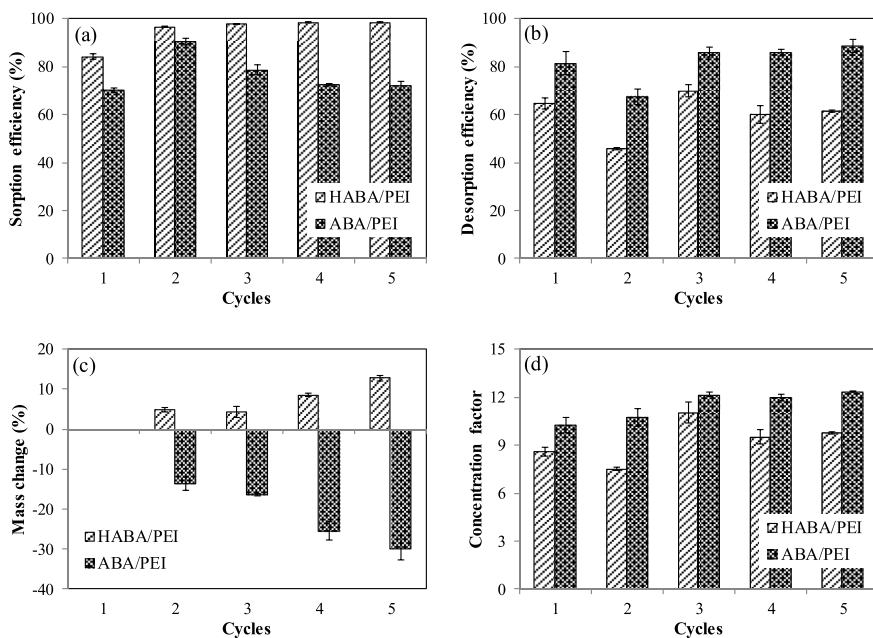 100
80
60
40
20
0
Sorption efficiency (%)
(a)
HABA/PEI
ABA/PEI
1 2 3 4 5
Cycles
100
80
60
40
20
0
Desorption efficiency (%)
(b)
HABA/PEI
ABA/PEI
1 2 3 4 5
Cycles
20
10
0
-10
-20
-30
-40
Mass change (%)
(c)
HABA/PEI
ABA/PEI
1 2 3 4 5
Cycles
15
12
9
6
3
0
Concentration factor
(d)
HABA/PEI
ABA/PEI
1 2 3 4 5
Cycles